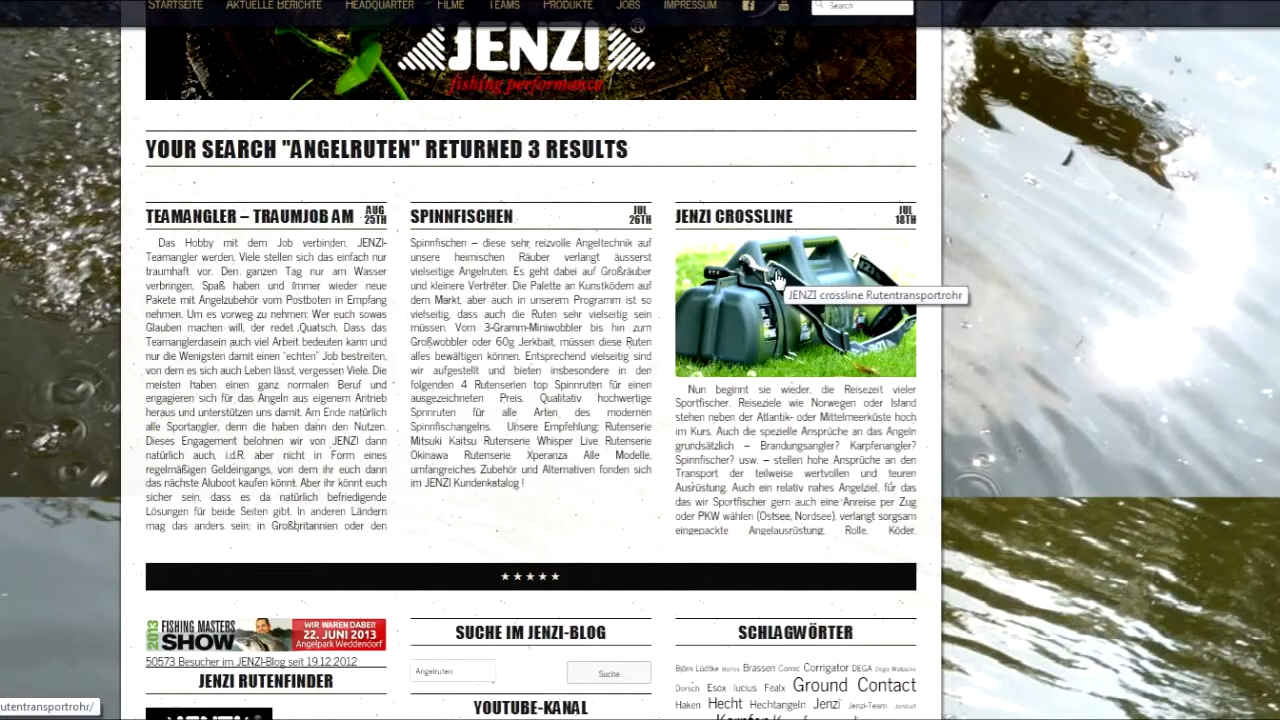 STARTSEITE AKTUELLE BERICHTE HEADQUARTER FILME TEAMS PRODUKTE JOBS IMPRESSUM
Search
JENZI
fishing performance
YOUR SEARCH "ANGELRUTEN" RETURNED 3 RESULTS
TEAMANGLER – TRAUMJOB AM
AUG
25TH
Das Hobby mit dem Job verbinden, JENZI-
Teamangler werden. Viele stellen sich das einfach nur
traumhaft vor. Den ganzen Tag nur am Wasser
verbringen, Spaß haben und Immer wieder neue
Pakete mit Angelzubehör vom Postboten in Empfang
nehmen. Um es vorweg zu nehmen: Wer euch sowas
Glauben machen will, der redet Quatsch. Dass das
Teamanglerdasein auch viel Arbeit bedeuten kann und
nur die Wenigsten damit einen "echten" Job bestreiten,
von dem es sich auch Leben lässt, vergessen Viele. Die
meisten haben einen ganz normalen Beruf und
engagieren sich für das Angeln aus eigenem Antrieb
heraus und unterstützen uns damit. Am Ende natürlich
alle Sportangler, denn die haben dann den Nutzen.
Dieses Engagement belohnen wir von JENZI dann
natürlich auch, i.d.R. aber nicht in Form eines
regelmäßigen Geldeingangs, von dem ihr euch dann
das nächste Aluboot kaufen könnt. Aber ihr könnt euch
sicher sein, dass es da natürlich befriedigende
Lösungen für beide Seiten gibt. In anderen Ländern
mag das anders sein; in Großbritannien oder den
SPINNFISCHEN
JUL
26TH
Spinnfischen – diese sehr reizvolle Angeltechnik auf
unsere heimischen Räuber verlangt äusserst
vielseitige Angelruten. Es geht dabei auf Großräuber
und kleinere Vertreter. Die Palette an Kunstködern auf
dem Markt, aber auch in unserem Programm ist so
vielseitig, dass auch die Ruten sehr vielseitig sein
müssen. Vom 3-Gramm-Miniwobbler bis hin zum
Großwobbler oder 60g Jerkbait, müssen diese Ruten
alles bewältigen können. Entsprechend vielseitig sind
wir aufgestellt und bieten insbesondere in den
folgenden 4 Rutenserien top Spinnruten für einen
ausgezeichneten Preis. Qualitativ hochwertige
Spinnruten für alle Arten des modernen
Spinnfischangelns. Unsere Empfehlung: Rutenserie
Mitsuki Kaitsu Rutenserie Whisper Live Rutenserie
Okinawa Rutenserie Xperanza Alle Modelle,
umfangreiches Zubehör und Alternativen fonden sich
im JENZI Kundenkatalog !
JENZI CROSSLINE
JUL
18TH
JENZI crossline Rutentransportrohr
Nun beginnt sie wieder, die Reisezeit vieler
Sportfischer. Reiseziele wie Norwegen oder Island
stehen neben der Atlantik- oder Mittelmeerküste hoch
im Kurs. Auch die spezielle Ansprüche an das Angeln
grundsätzlich – Brandungsangler? Karpfenangler?
Spinnfischer? usw. – stellen hohe Ansprüche an den
Transport der teilweise wertvollen und teuren
Ausrüstung. Auch ein relativ nahes Angelziel, für das
das wir Sportfischer gern auch eine Anreise per Zug
oder PKW wählen (Ostsee, Nordsee), verlangt sorgsam
eingepackte Angelausrüstung. Rolle, Köder,
★★★★★
2013 FISHING MASTERS SHOW
WIR WAREN DABEI!
22. JUNI 2013
Angelpark Weddendorf
50573 Besucher im JENZI-Blog seit 19.12.2012
JENZI RUTENFINDER
SUCHE IM JENZI-BLOG
Angelruten
Suche
YOUTUBE-KANAL
SCHLAGWÖRTER
Björn Lüdtke Brassen Comic Corrigator DEGA
Dorsch Esox lucius Fealx Ground Contact
Haken Hecht Hechtangeln Jenzi Jenzi-Team Jerkbait
utentransportrohr/